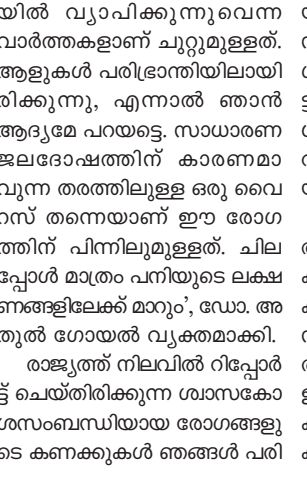 യിൽ വ്യാപിക്കുന്നുവെന്ന
വാർത്തകളാണ് ചുറ്റുമുള്ളത്.
ആളുകൾ പരിഭ്രാന്തിയിലായി
രിക്കുന്നു, എന്നാൽ ഞാൻ
ആദ്യമേ പറയട്ടെ. സാധാരണ
ജലദോഷത്തിന് കാരണമാ
വുന്ന തരത്തിലുള്ള ഒരു വൈ
റസ് തന്നെയാണ് ഈ രോഗ
ത്തിന് പിന്നിലുമുള്ളത്. ചില
പ്പോൾ മാത്രം പനിയുടെ ലക്ഷ
ണങ്ങളിലേക്ക് മാറും', ഡോ. അ
തുൽ ഗോയൽ വ്യക്തമാക്കി.
രാജ്യത്ത് നിലവിൽ റിപ്പോർ
ട്ട് ചെയ്തിരിക്കുന്ന ശ്വാസകോ
ശസംബന്ധിയായ രോഗങ്ങളു
ടെ കണക്കുകൾ ഞങ്ങൾ പരി